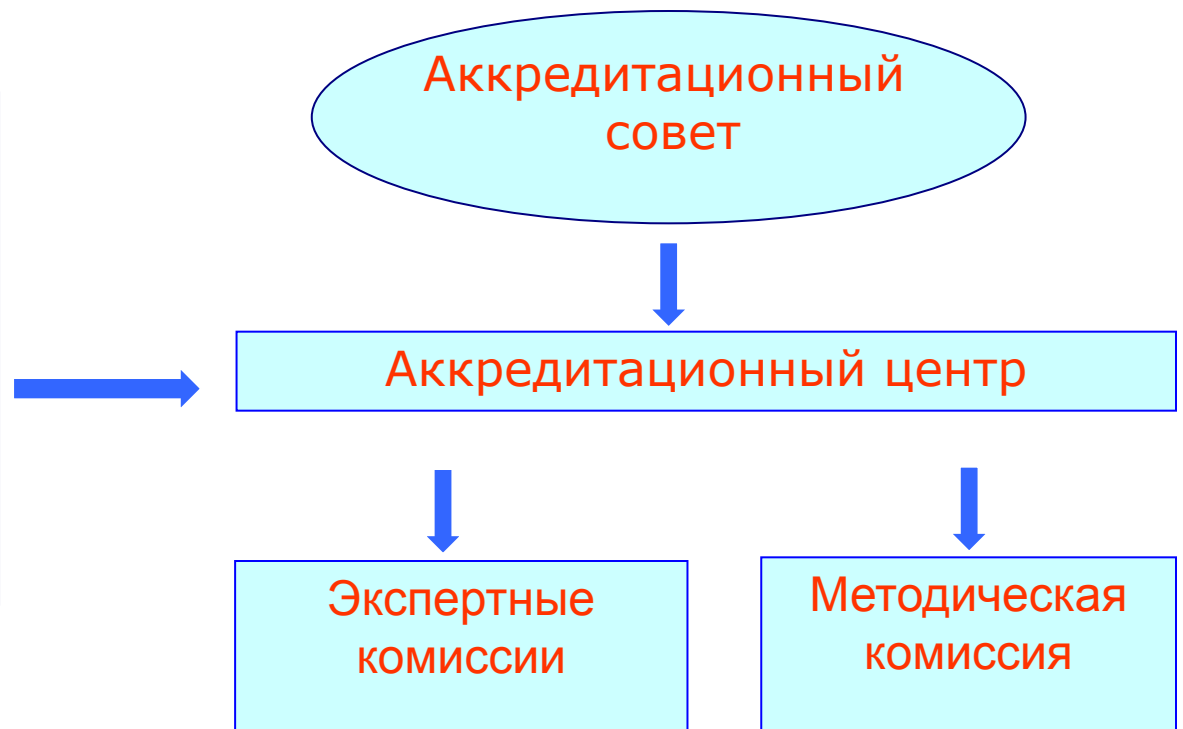 Аккредитационный
совет
Аккредитационный центр
Экспертные
комиссии
Методическая
комиссия